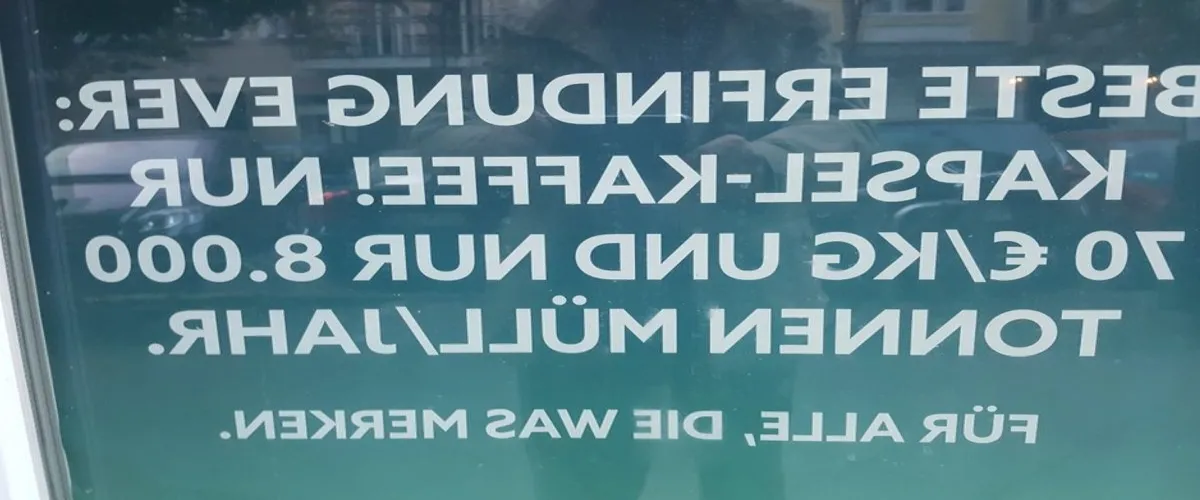 BESTE ERFINDUNG EVER:
KAPSEL-KAFFEE! NUR
70 €/KG UND NUR 8.000
TONNEN MÜLL/JAHR.
FÜR ALLE, DIE WAS MERKEN.